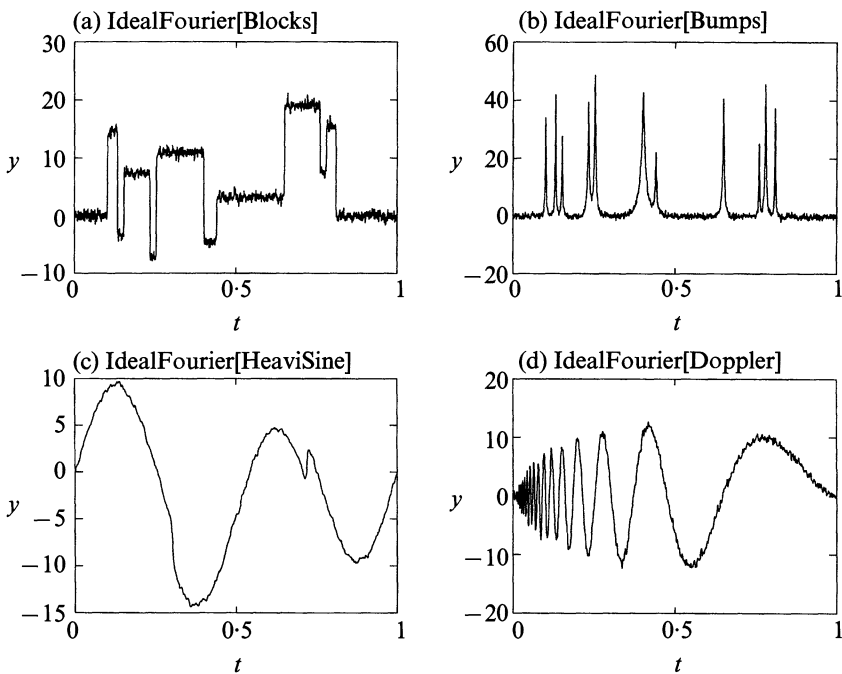 (a) IdealFourier[Blocks]
30
20
10
0
−10
y
0
0·5
1
t
(b) IdealFourier[Bumps]
60
40
20
0
−20
y
0
0·5
1
t
(c) IdealFourier[HeaviSine]
10
5
0
−5
−10
−15
y
0
0·5
1
t
(d) IdealFourier[Doppler]
20
10
0
−10
−20
y
0
0·5
1
t